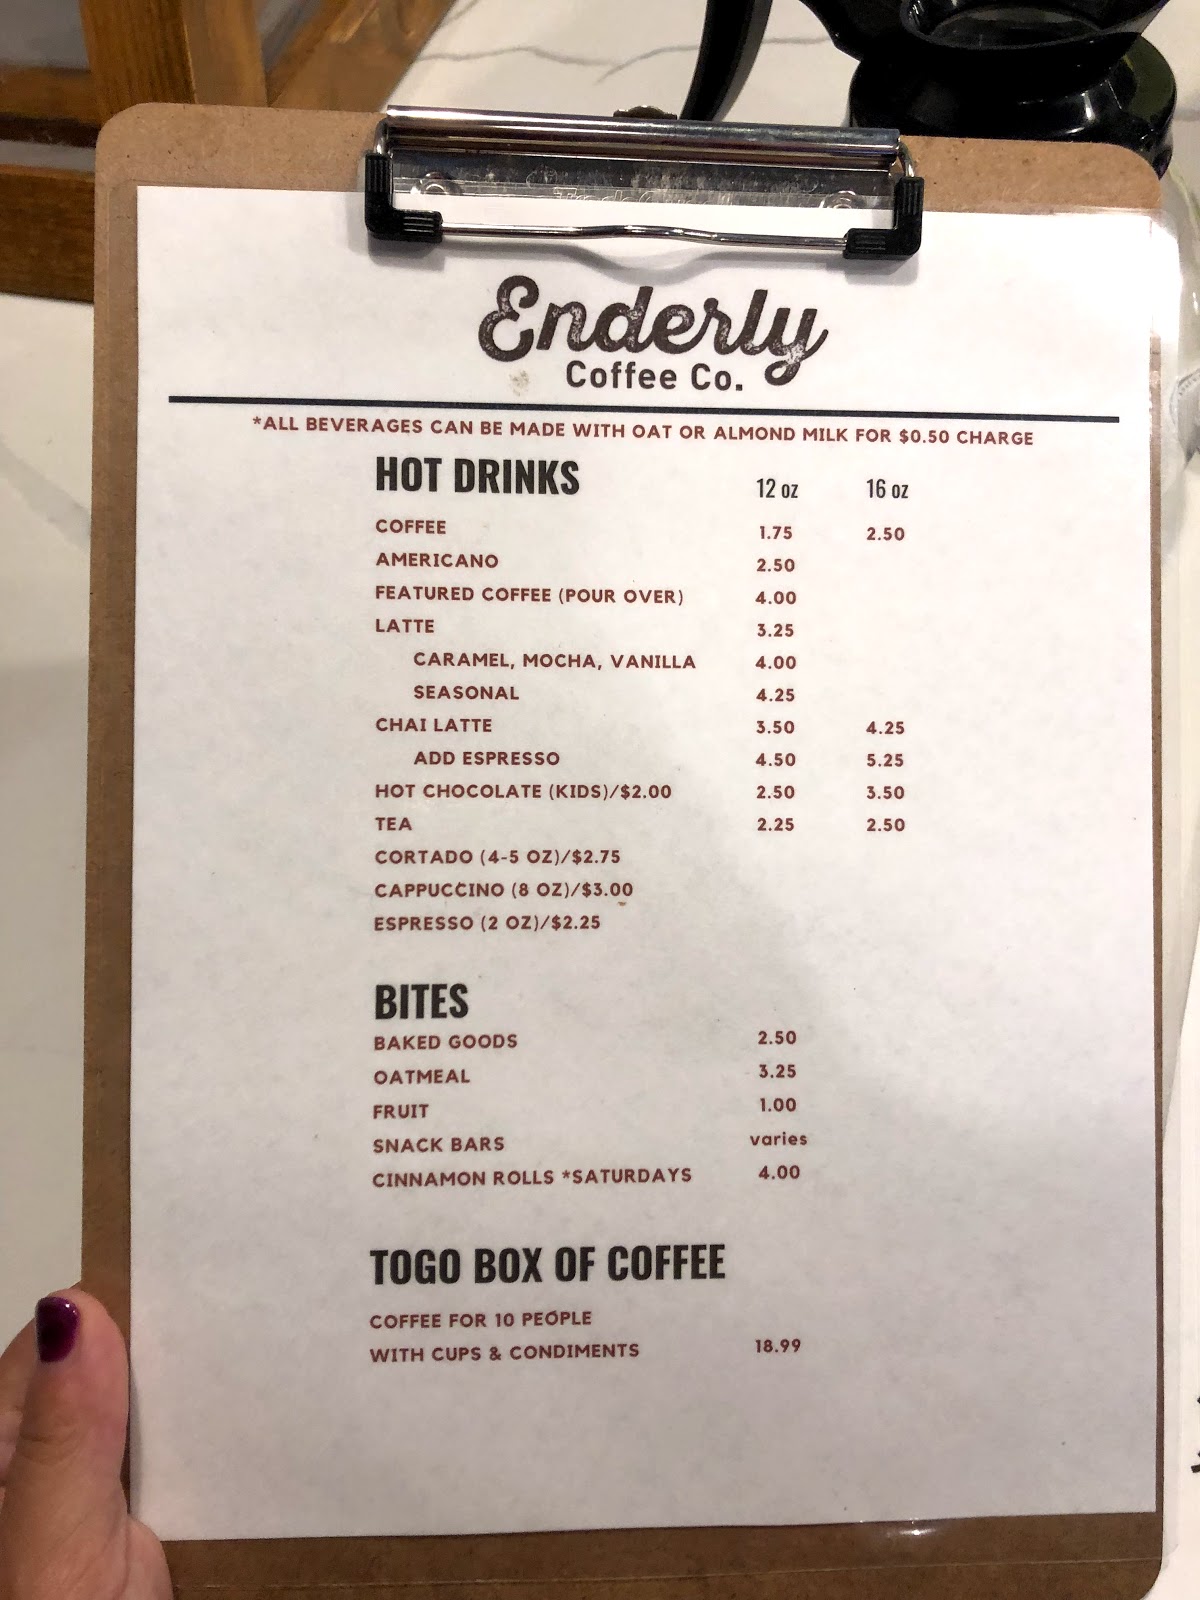 Enderly
Coffee Co.
*ALL BEVERAGES CAN BE MADE WITH OAT OR ALMOND MILK FOR $0.50 CHARGE
HOT DRINKS 12 oz 16 oz
COFFEE 1.75 2.50
AMERICANO 2.50
FEATURED COFFEE (POUR OVER) 4.00
LATTE 3.25
CARAMEL, MOCHA, VANILLA 4.00
SEASONAL 4.25
CHAI LATTE 3.50 4.25
ADD ESPRESSO 4.50 5.25
HOT CHOCOLATE (KIDS)/$2.00 2.50 3.50
TEA 2.25 2.50
CORTADO (4-5 OZ)/$2.75
CAPPUCCINO (8 OZ)/$3.00
ESPRESSO (2 OZ)/$2.25
BITES
BAKED GOODS 2.50
OATMEAL 3.25
FRUIT 1.00
SNACK BARS varies
CINNAMON ROLLS *SATURDAYS 4.00
TOGO BOX OF COFFEE
COFFEE FOR 10 PEOPLE
WITH CUPS & CONDIMENTS 18.99